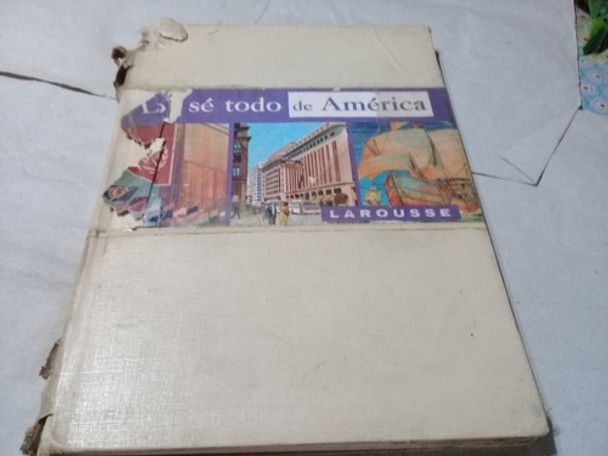 sé todo de América
LAROUSSE